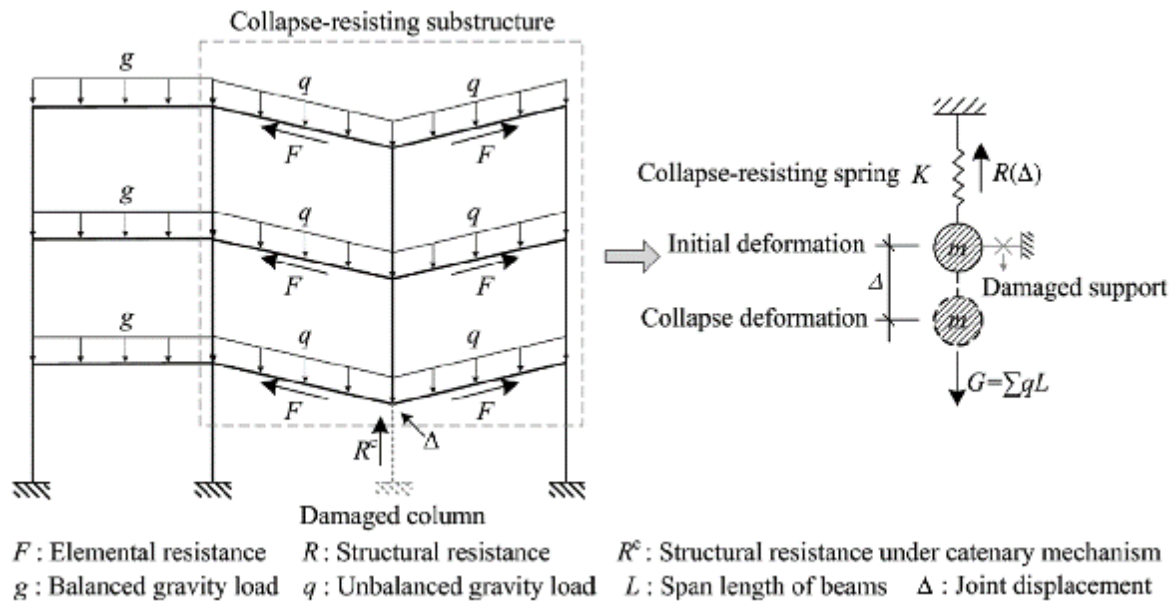 Collapse-resisting substructure
g
q
q
F
F
g
q
q
F
F
g
q
q
F
F
R^c
Δ
Damaged column
Collapse-resisting spring K
R(Δ)
Initial deformation
m
Δ
Damaged support
Collapse deformation
m
G=∑qL
F : Elemental resistance R : Structural resistance R^c : Structural resistance under catenary mechanism
g : Balanced gravity load q : Unbalanced gravity load L : Span length of beams Δ : Joint displacement